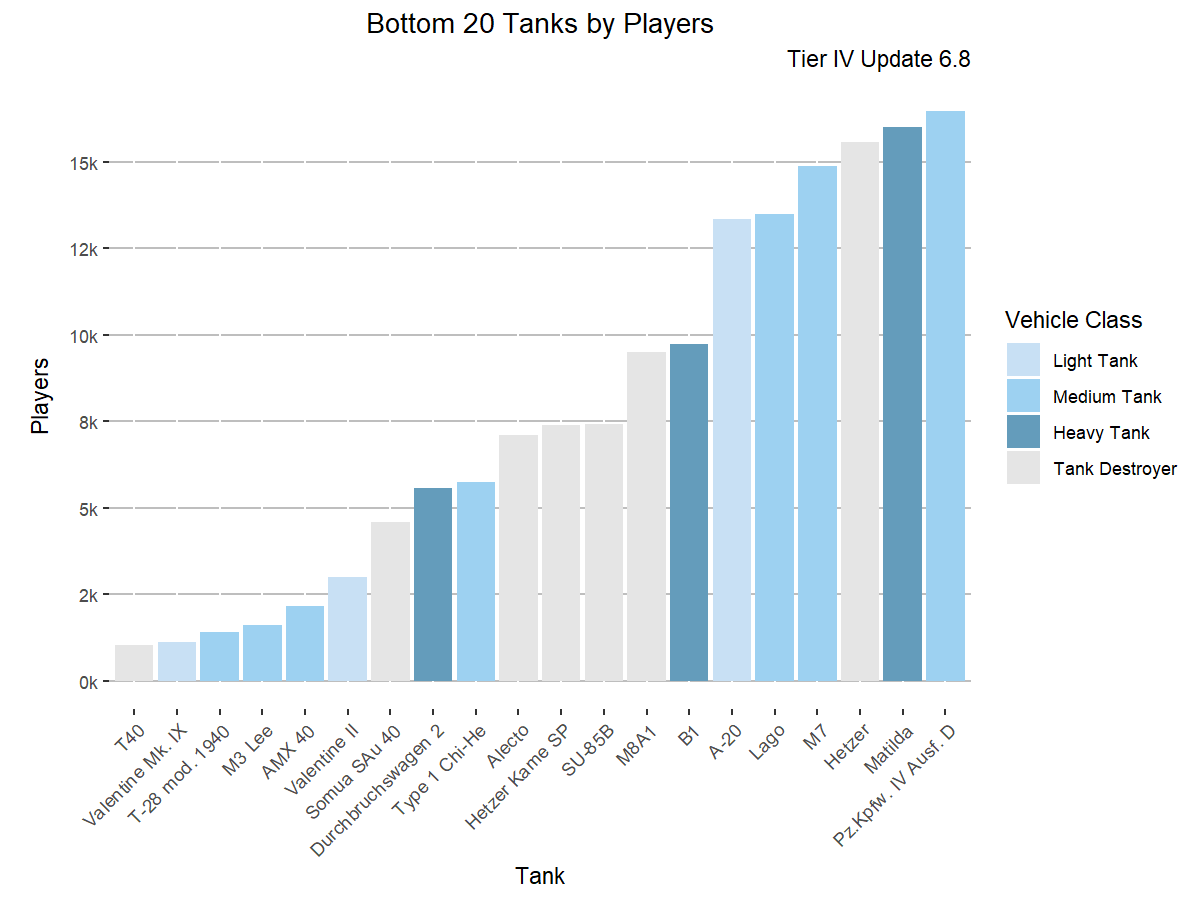 Bottom 20 Tanks by Players
Tier IV Update 6.8
Players
15k
12k
10k
8k
5k
2k
0k
T40
Valentine Mk. IX
T-28 mod. 1940
M3 Lee
AMX 40
Valentine II
Somua SAu 40
Durchbruchswagen 2
Type 1 Chi-He
Alecto
Hetzer Kame SP
SU-85B
M8A1
B1
A-20
Lago
M7
Hetzer
Matilda
Pz.Kpfw. IV Ausf. D
Tank
Vehicle Class
Light Tank
Medium Tank
Heavy Tank
Tank Destroyer